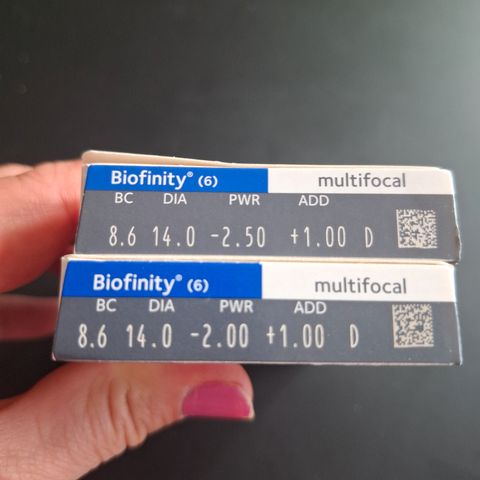 Biofinity® (6) multifocal
BC DIA PWR ADD
8.6 14.0 -2.50 +1.00 D
Biofinity® (6) multifocal
BC DIA PWR ADD
8.6 14.0 -2.00 +1.00 D